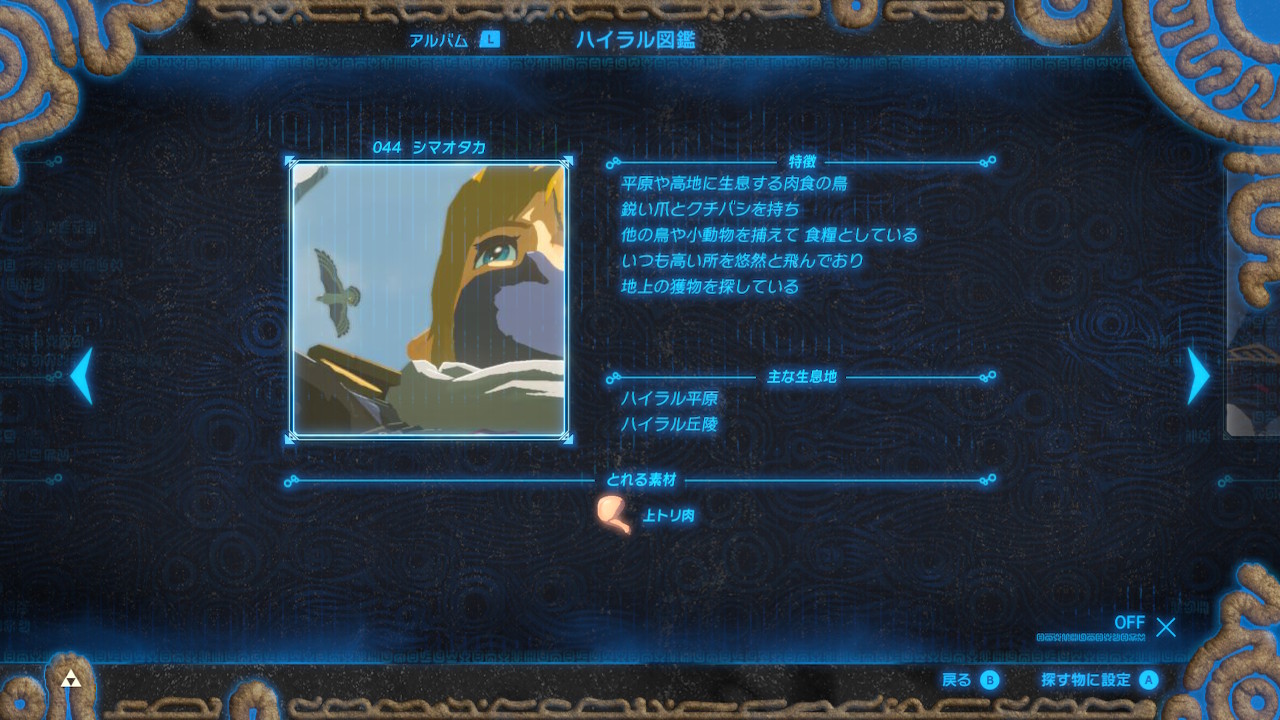 アルバム L
ハイラル図鑑
044 シマオタカ
特徴
平原や高地に生息する肉食の鳥
鋭い爪とクチバシを持ち
他の鳥や小動物を捕えて 食糧としている
いつも高い所を悠然と飛んでおり
地上の獲物を探している
主な生息地
ハイラル平原
ハイラル丘陵
とれる素材
上トリ肉
OFF
戻る B
探す物に設定 A